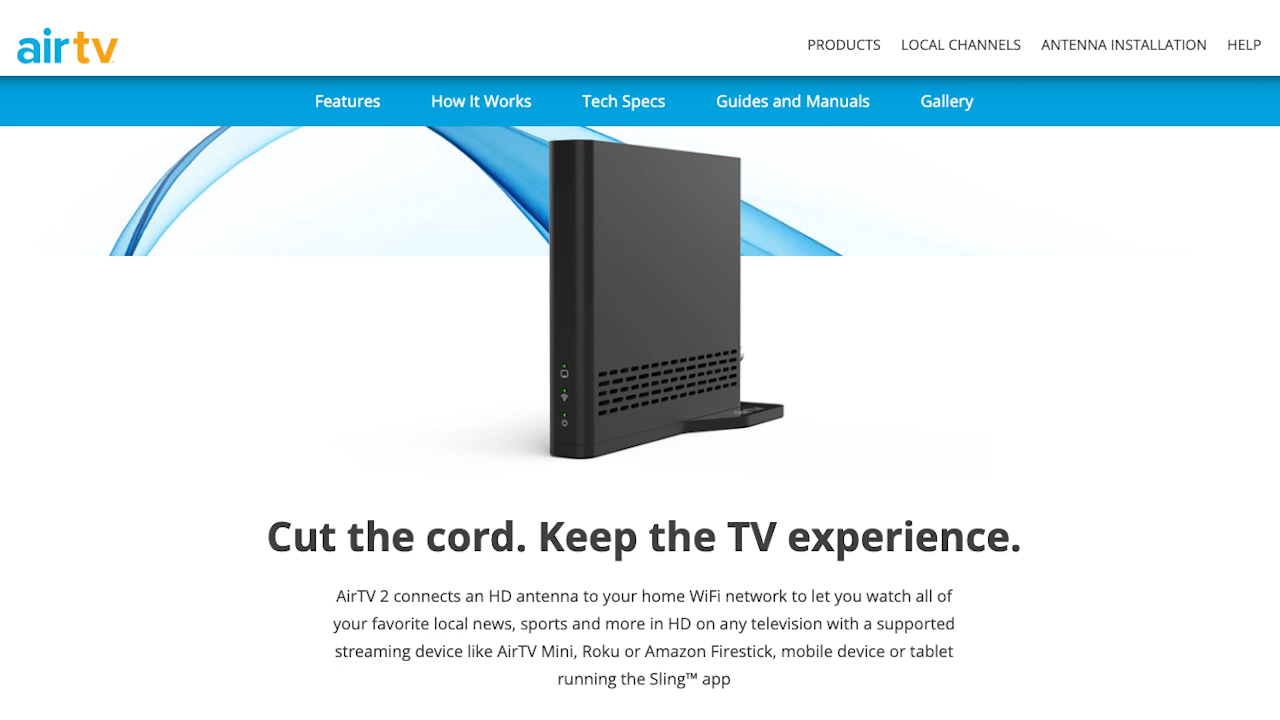 airtv
PRODUCTS LOCAL CHANNELS ANTENNA INSTALLATION HELP
Features How It Works Tech Specs Guides and Manuals Gallery
Cut the cord. Keep the TV experience.
AirTV 2 connects an HD antenna to your home WiFi network to let you watch all of
your favorite local news, sports and more in HD on any television with a supported
streaming device like AirTV Mini, Roku or Amazon Firestick, mobile device or tablet
running the Sling™ app